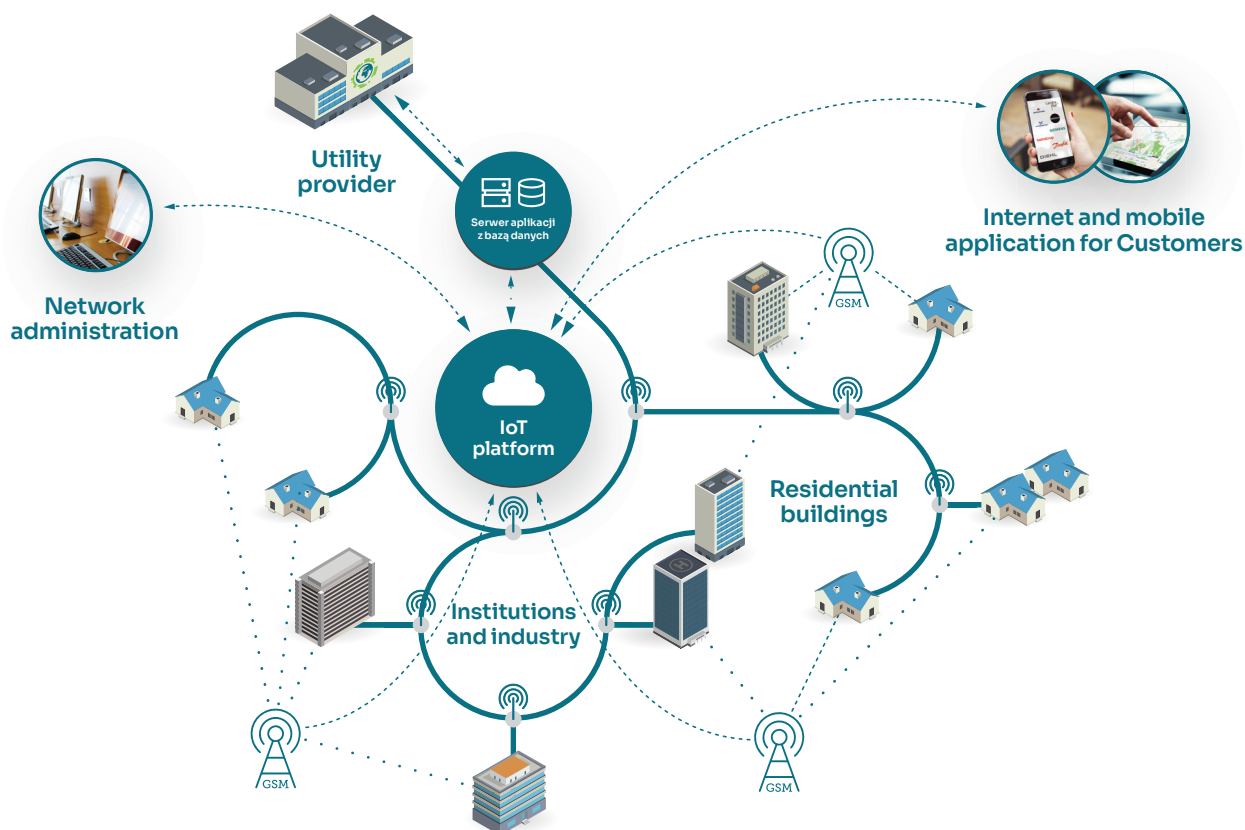 Utility
provider
Serwer aplikacji
z bazą danych
Internet and mobile
application for Customers
Network
administration
GSM
IoT
platform
Residential
buildings
H
Institutions
and industry
GSM
GSM